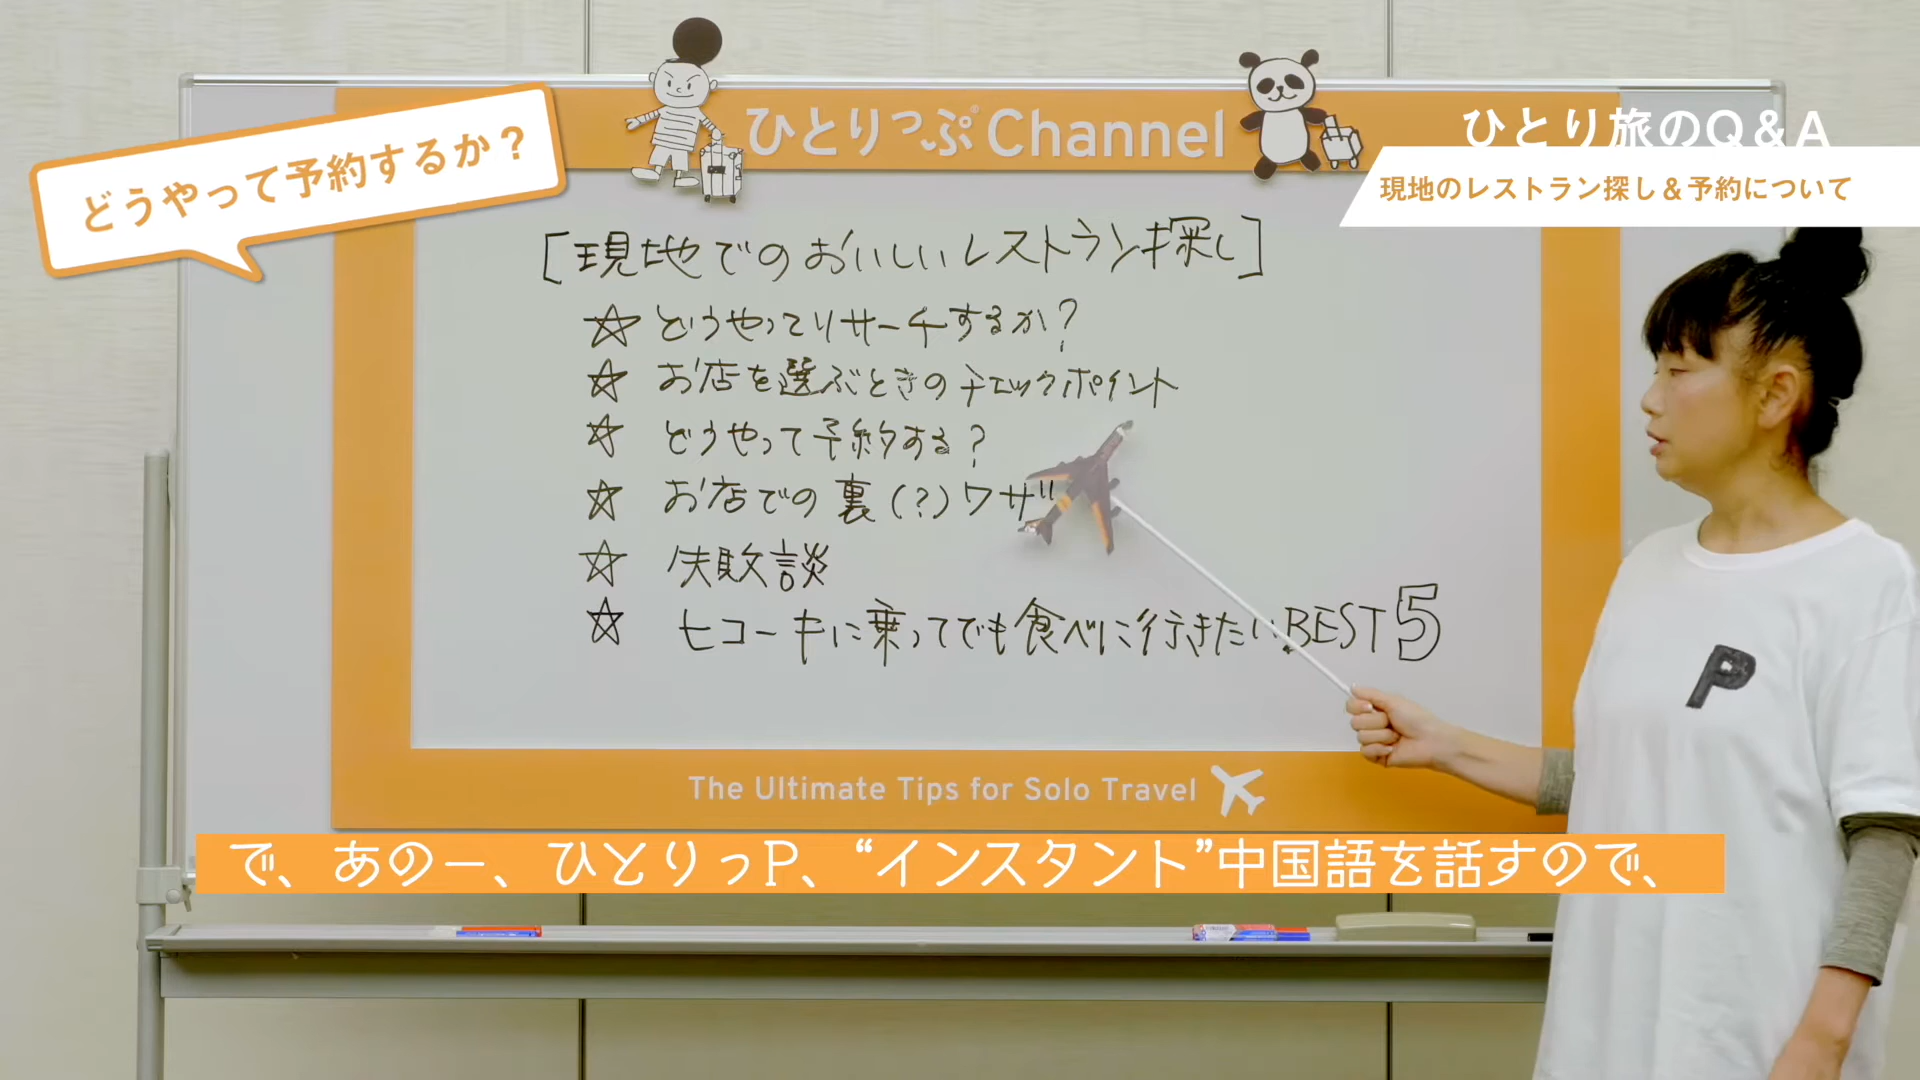 ひとりっぷ® Channel
ひとり旅のQ&A
現地のレストラン探し&予約について
どうやって予約するか？
[現地でのおいしいレストラン探し]
☆ どうやってリサーチするか？
☆ お店を選ぶときのチェックポイント
☆ どうやって予約する？
☆ お店での裏(?)ワザ
☆ 失敗談
☆ ヒコーキに乗ってでも食べに行きたいBEST5
P
The Ultimate Tips for Solo Travel
で、あのー、ひとりっP、“インスタント”中国語を話すので、